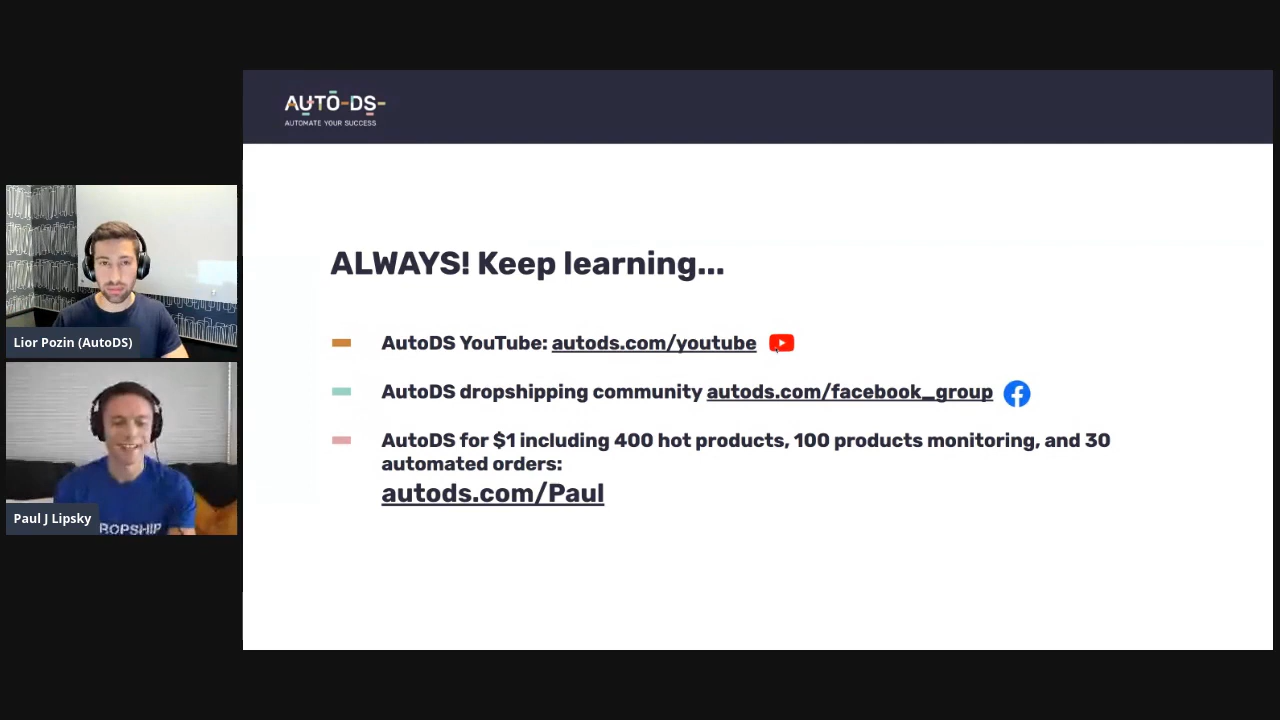 AUTO-DS-
AUTOMATE YOUR SUCCESS
ALWAYS! Keep learning...
AutoDS YouTube: autods.com/youtube
AutoDS dropshipping community autods.com/facebook_group
AutoDS for $1 including 400 hot products, 100 products monitoring, and 30
automated orders:
autods.com/Paul
Lior Pozin (AutoDS)
ROPSHIP
Paul J Lipsky